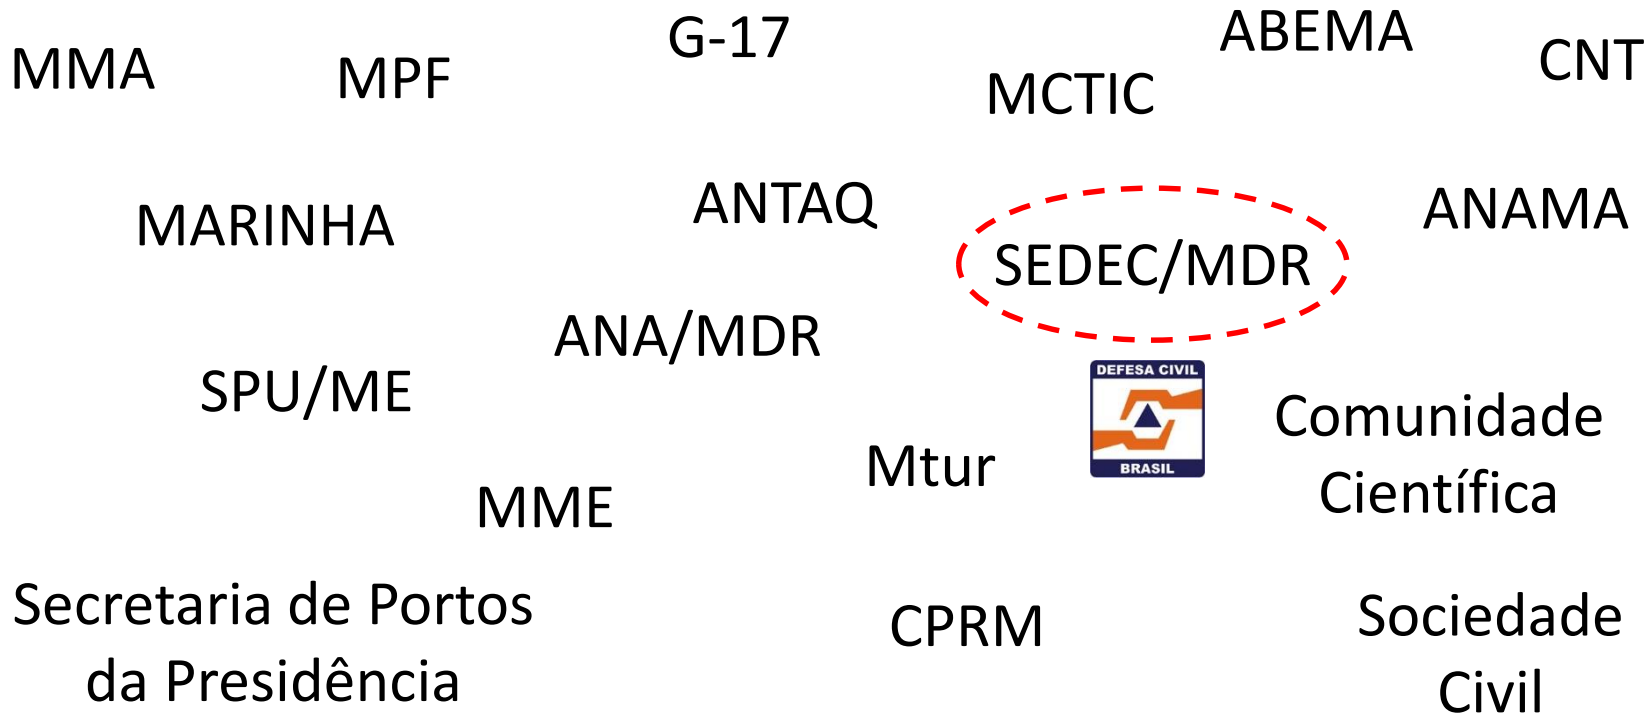 MMA
MPF
G-17
MCTIC
ABEMA
CNT
MARINHA
ANTAQ
SEDEC/MDR
ANAMA
ANA/MDR
SPU/ME
DEFESA CIVIL
BRASIL
Mtur
Comunidade
Científica
MME
Secretaria de Portos
da Presidência
CPRM
Sociedade
Civil